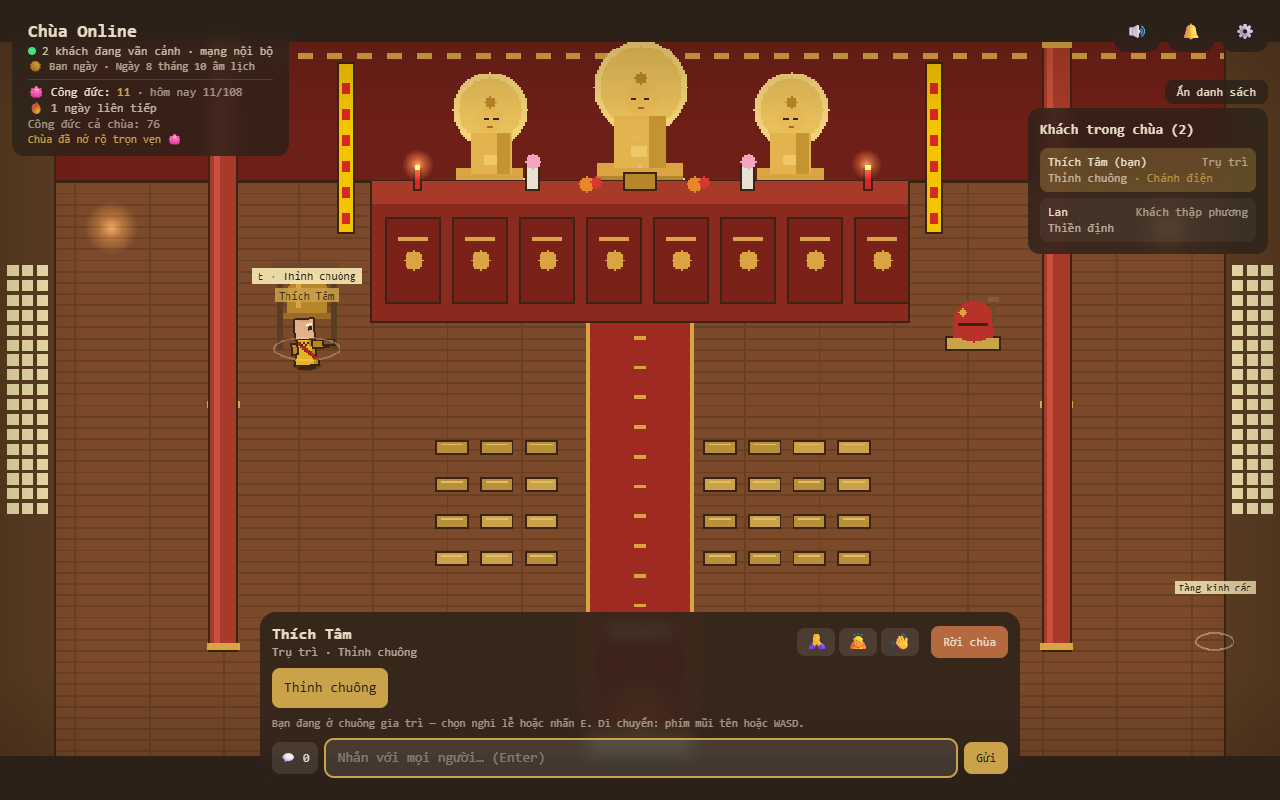 Chùa Online
2 khách đang vãn cảnh · mạng nội bộ
Ban ngày · Ngày 8 tháng 10 âm lịch
Công đức: 11 · hôm nay 11/108
1 ngày liên tiếp
Công đức cả chùa: 76
Chùa đã nở rộ trọn vẹn
Ẩn danh sách
Khách trong chùa (2)
Thích Tâm (bạn) Trụ trì
Thỉnh chuông · Chánh điện
Lan Khách thập phương
Thiền định
E · Thỉnh chuông
Thích Tâm
Tàng kinh các
Thích Tâm
Trụ trì · Thỉnh chuông
Rời chùa
Thỉnh chuông
Bạn đang ở chuông gia trì — chọn nghi lễ hoặc nhấn E. Di chuyển: phím mũi tên hoặc WASD.
0
Nhắn với mọi người… (Enter)
Gửi